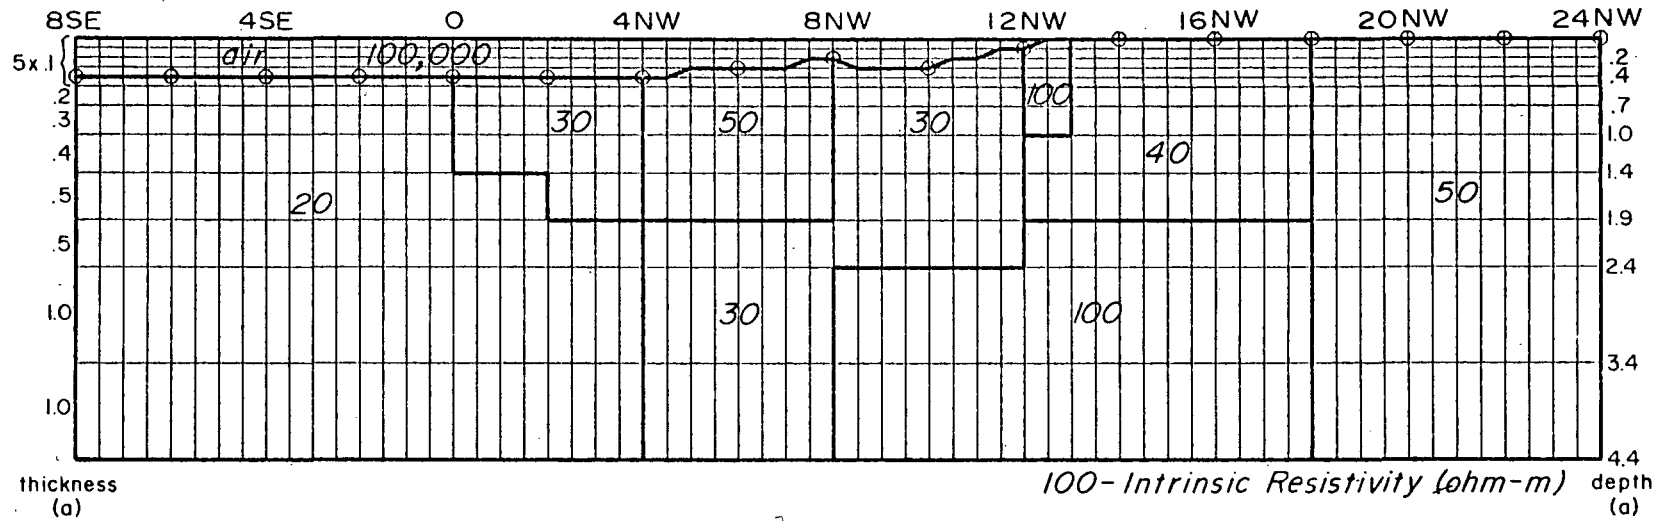 8SE 4SE 0 4NW 8NW 12NW 16NW 20NW 24NW
5x.1{ air 100,000 .2
.4
.2 100 .7
.3 30 50 30 1.0
.4 40 1.4
.5 20 50 1.9
.5 2.4
1.0 30 100 3.4
1.0 4.4
thickness 100-Intrinsic Resistivity (ohm-m) depth
(a) (a)